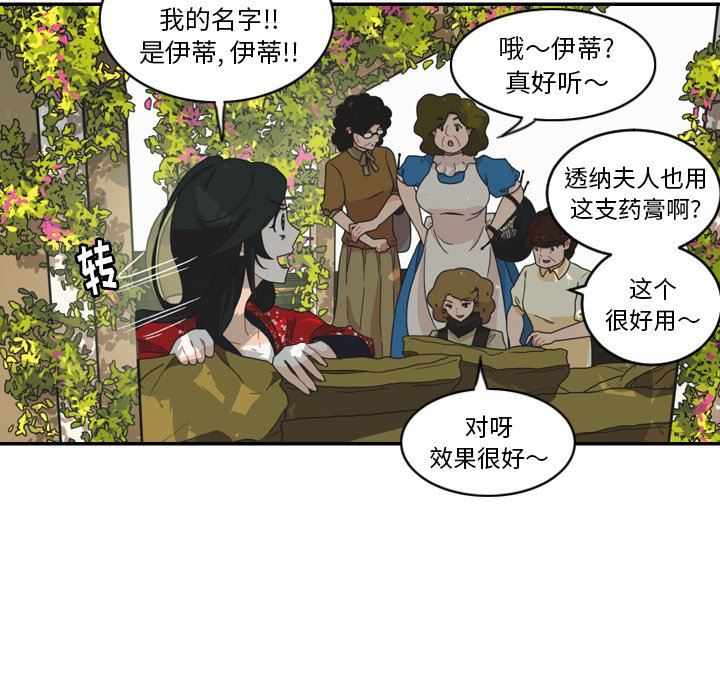 我的名字!!
是伊蒂, 伊蒂!!
哦～伊蒂?
真好听～
透纳夫人也用
这支药膏啊?
这个
很好用～
转
对呀
效果很好～